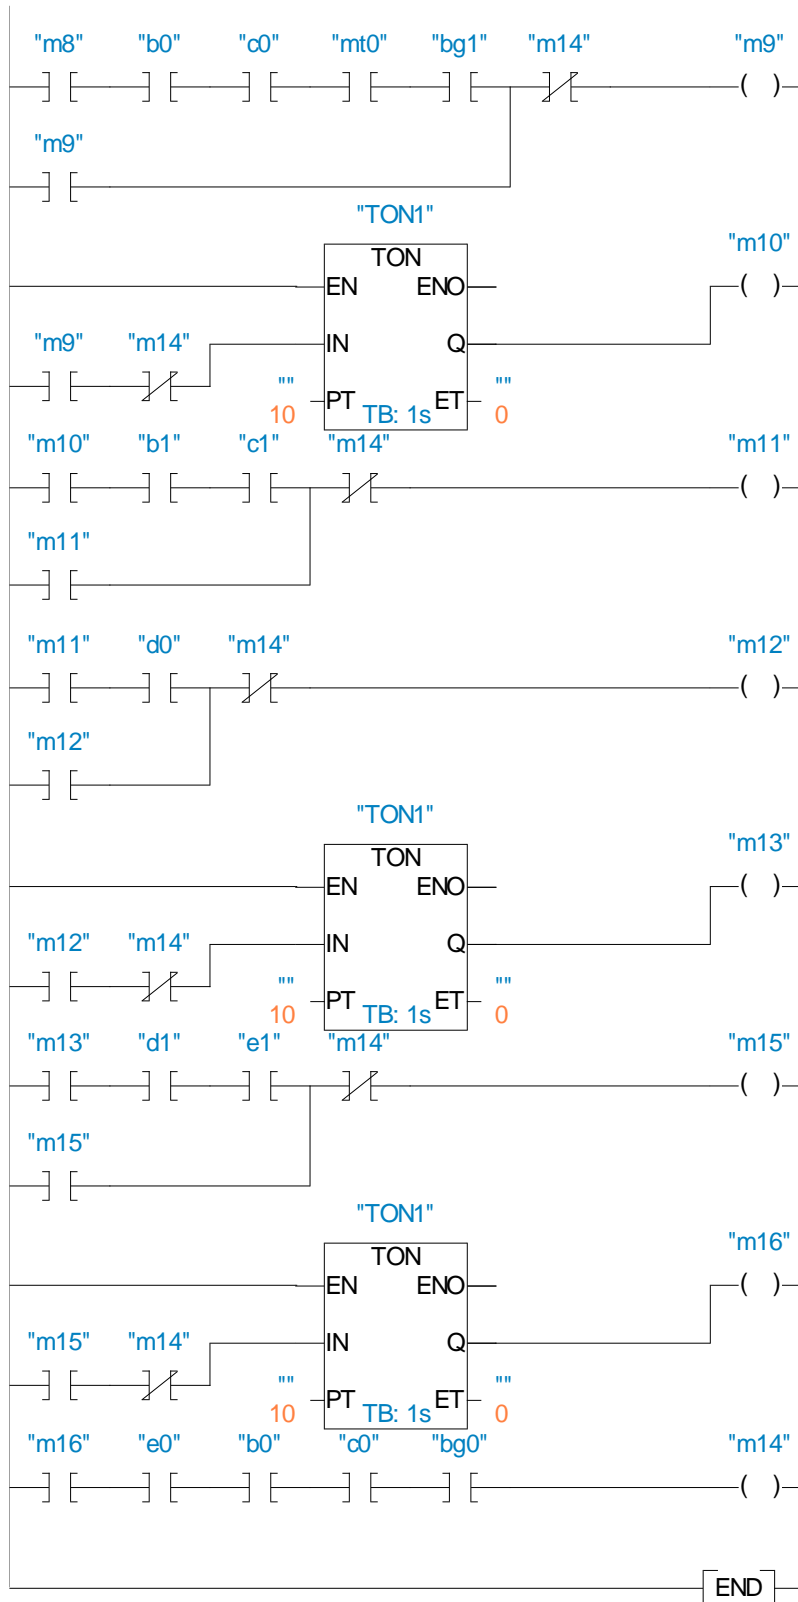 "m8" "b0" "c0" "mt0" "bg1" "m14" "m9"
"m9"
"TON1"
TON
"m10"
EN ENO
"m9" "m14"
IN Q
"" ""
10 PT TB: 1s ET 0
"m10" "b1" "c1" "m14" "m11"
"m11"
"m11" "d0" "m14" "m12"
"m12"
"TON1"
TON
"m13"
EN ENO
"m12" "m14"
IN Q
"" ""
10 PT TB: 1s ET 0
"m13" "d1" "e1" "m14" "m15"
"m15"
"TON1"
TON
"m16"
EN ENO
"m15" "m14"
IN Q
"" ""
10 PT TB: 1s ET 0
"m16" "e0" "b0" "c0" "bg0" "m14"
END